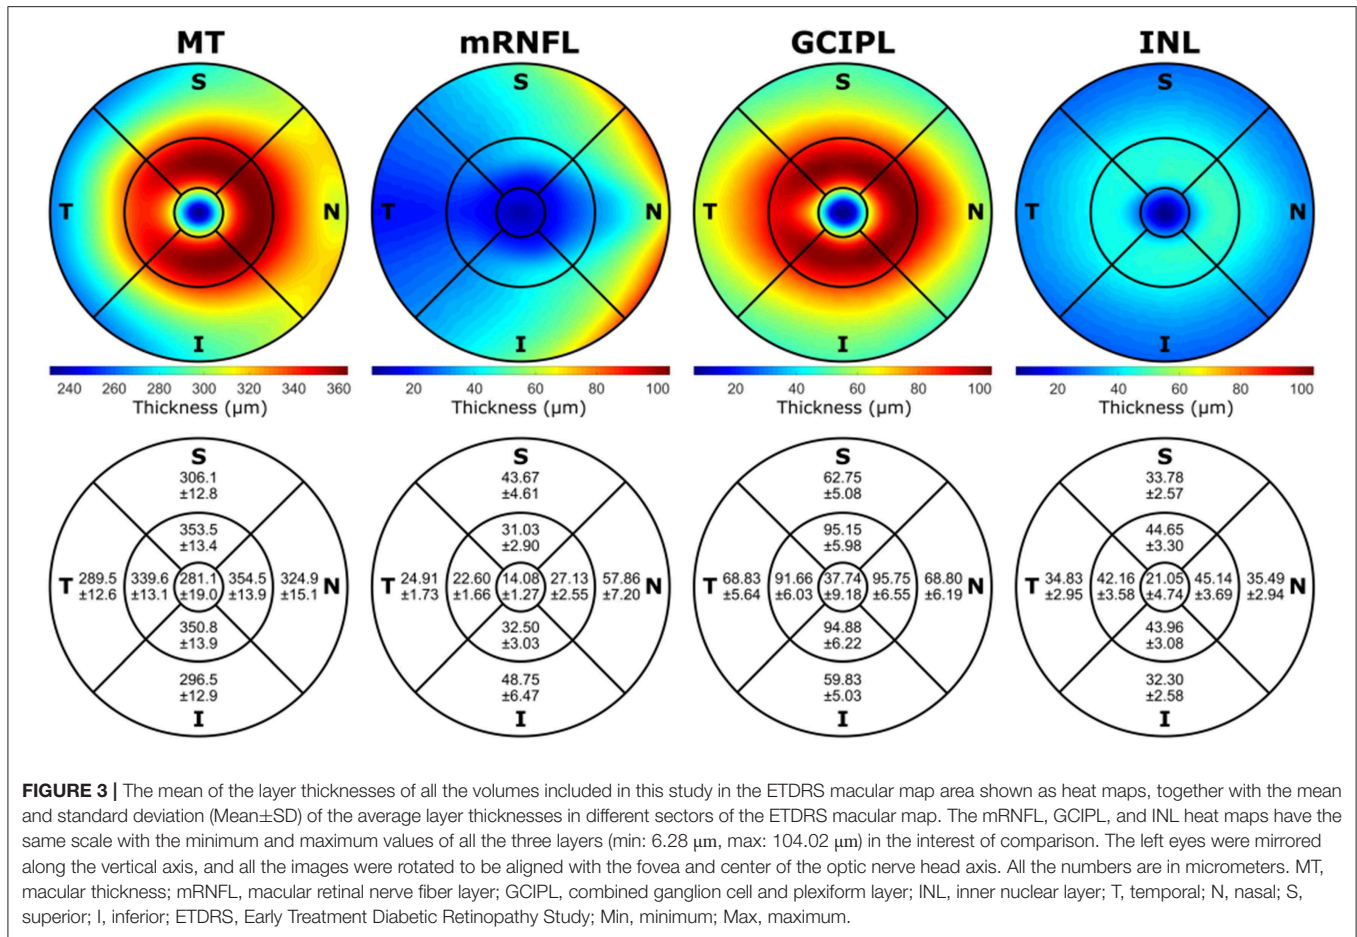 MT mRNFL GCIPL INL
S S S S
T N T N T N T N
I I I I
240 260 280 300 320 340 360 20 40 60 80 100 20 40 60 80 100 20 40 60 80 100
Thickness (μm) Thickness (μm) Thickness (μm) Thickness (μm)
S S S S
306.1 43.67 62.75 33.78
±12.8 ±4.61 ±5.08 ±2.57
353.5 31.03 95.15 44.65
±13.4 ±2.90 ±5.98 ±3.30
T 289.5 339.6 281.1 354.5 324.9 N T 24.91 22.60 14.08 27.13 57.86 N T 68.83 91.66 37.74 95.75 68.80 N T 34.83 42.16 21.05 45.14 35.49 N
±12.6 ±13.1 ±19.0 ±13.9 ±15.1 ±1.73 ±1.66 ±1.27 ±2.55 ±7.20 ±5.64 ±6.03 ±9.18 ±6.55 ±6.19 ±2.95 ±3.58 ±4.74 ±3.69 ±2.94
350.8 32.50 94.88 43.96
±13.9 ±3.03 ±6.22 ±3.08
296.5 48.75 59.83 32.30
±12.9 ±6.47 ±5.03 ±2.58
I I I I
FIGURE 3 | The mean of the layer thicknesses of all the volumes included in this study in the ETDRS macular map area shown as heat maps, together with the mean
and standard deviation (Mean±SD) of the average layer thicknesses in different sectors of the ETDRS macular map. The mRNFL, GCIPL, and INL heat maps have the
same scale with the minimum and maximum values of all the three layers (min: 6.28 μm, max: 104.02 μm) in the interest of comparison. The left eyes were mirrored
along the vertical axis, and all the images were rotated to be aligned with the fovea and center of the optic nerve head axis. All the numbers are in micrometers. MT,
macular thickness; mRNFL, macular retinal nerve fiber layer; GCIPL, combined ganglion cell and plexiform layer; INL, inner nuclear layer; T, temporal; N, nasal; S,
superior; I, inferior; ETDRS, Early Treatment Diabetic Retinopathy Study; Min, minimum; Max, maximum.